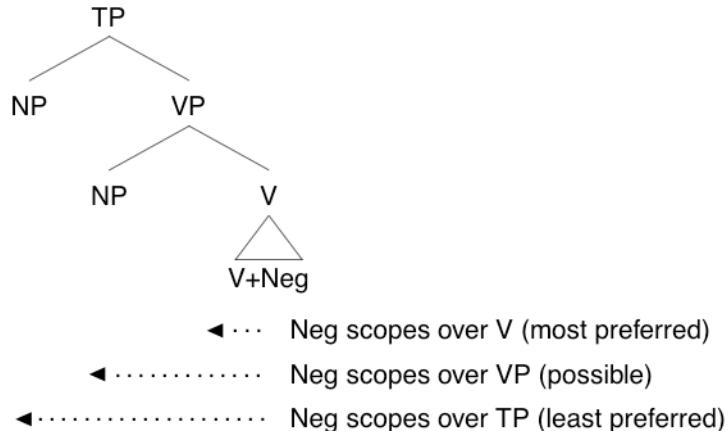 TP
NP VP
NP V
V+Neg
Neg scopes over V (most preferred)
Neg scopes over VP (possible)
Neg scopes over TP (least preferred)